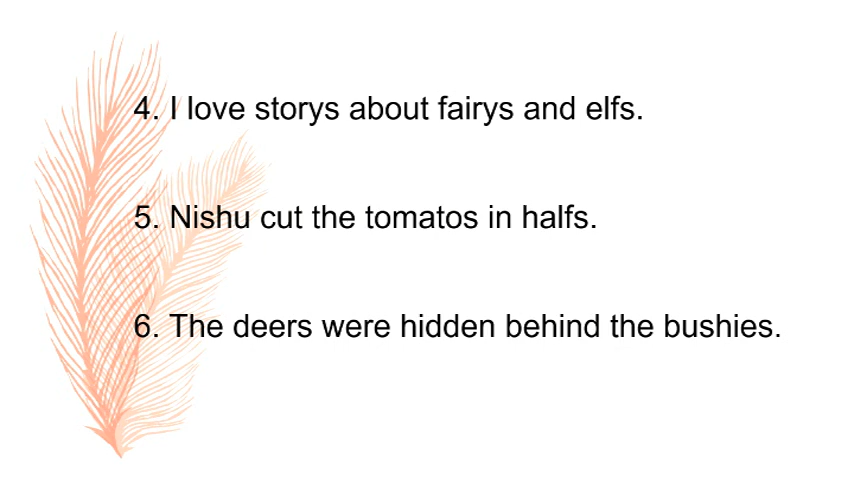 4. I love storys about fairys and elfs.
5. Nishu cut the tomatos in halfs.
6. The deers were hidden behind the bushies.